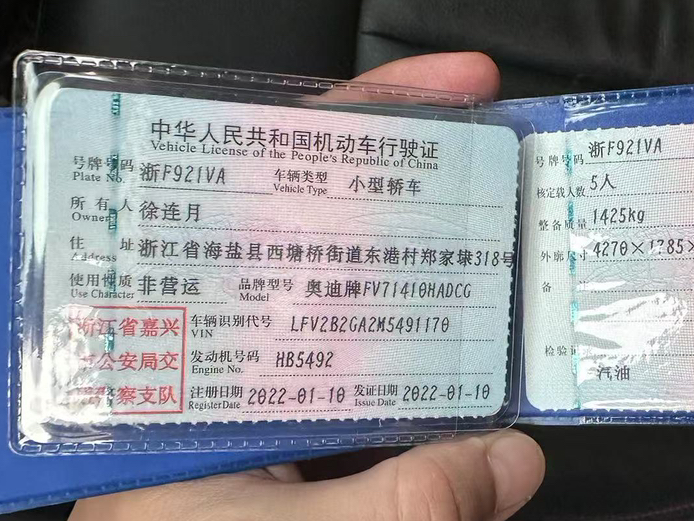 中华人民共和国机动车行驶证
Vehicle License of the People's Republic of China
号牌号码 浙F921VA 车辆类型 小型轿车
Plate No. Vehicle Type
所有人 徐连月
Owner
住址 浙江省海盐县西塘桥街道东港村郑家埭318号
Address
使用性质 非营运 品牌型号 奥迪牌FV71410HADCG
Use Character Model
浙江省嘉兴
市公安局交
警察支队
车辆识别代号 LFV2B2GA2M5491170
VIN
发动机号码 HB5492
Engine No.
注册日期 2022-01-10 发证日期 2022-01-10
Register Date Issue Date
号牌号码 浙F921VA
核定载人数 5人
整备质量 1425kg
外廓尺寸 4270×1785×
备
检验记
汽油